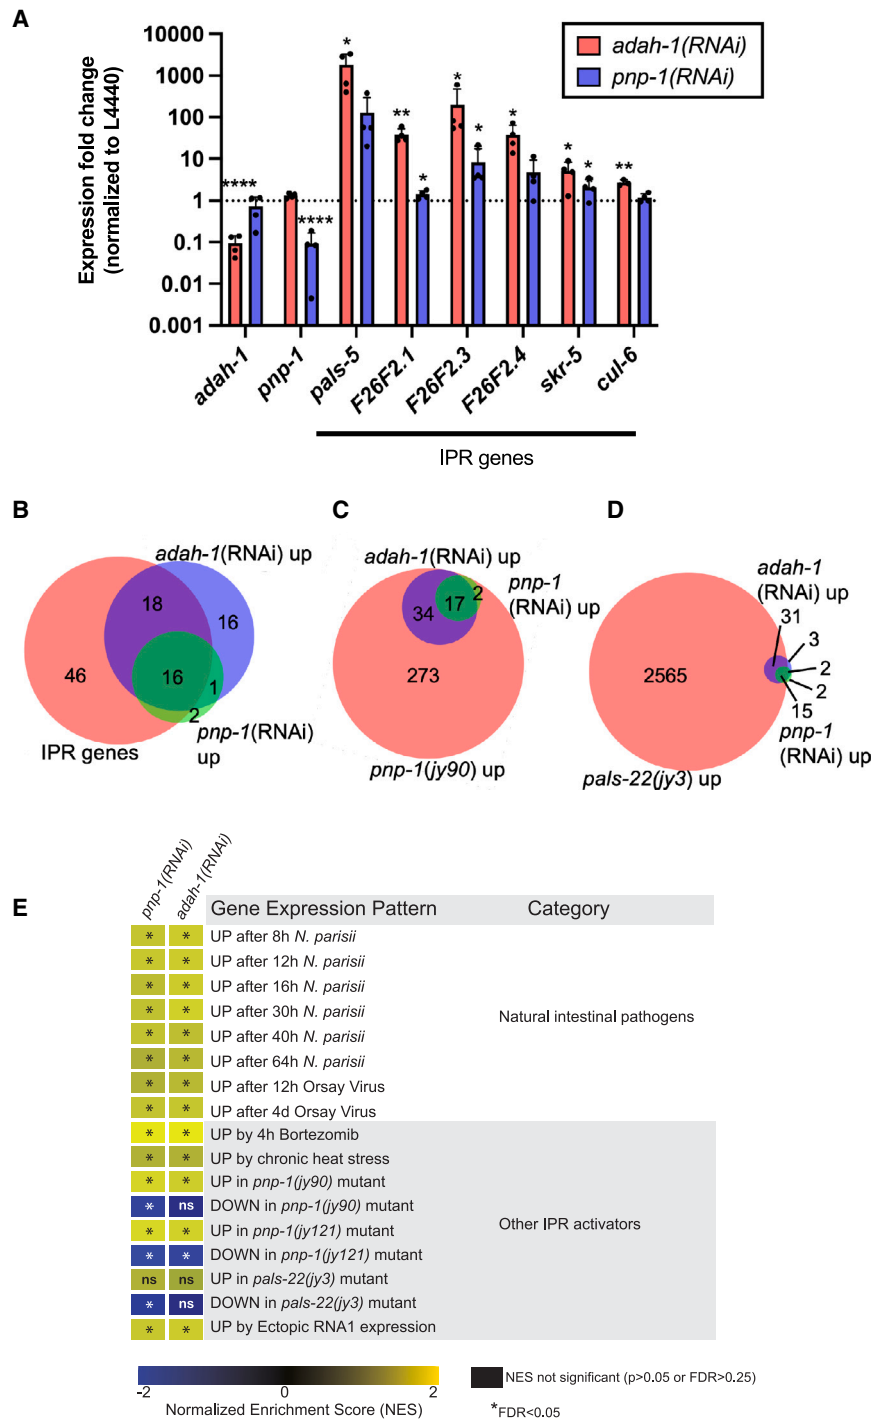 A
Expression fold change
(normalized to L4440)
10000
1000
100
10
1
0.1
0.01
0.001
adah-1(RNAi)
pnp-1(RNAi)
****
****
*
**
*
*
*
*
*
*
**
adah-1
pnp-1
pals-5
F26F2.1
F26F2.3
F26F2.4
skr-5
cul-6
IPR genes
B
adah-1(RNAi) up
18
16
46
16
1
2
IPR genes
pnp-1(RNAi)
up
C
adah-1(RNAi) up
pnp-1
(RNAi) up
34
17
2
273
pnp-1(jy90) up
D
adah-1
(RNAi) up
31
3
2
2
15
2565
pnp-1
(RNAi) up
pals-22(jy3) up
E
pnp-1(RNAi)
adah-1(RNAi)
Gene Expression Pattern Category
* * UP after 8h N. parisii
* * UP after 12h N. parisii
* * UP after 16h N. parisii
* * UP after 30h N. parisii
* * UP after 40h N. parisii
* * UP after 64h N. parisii
* * UP after 12h Orsay Virus
* * UP after 4d Orsay Virus
Natural intestinal pathogens
* * UP by 4h Bortezomib
* * UP by chronic heat stress
* * UP in pnp-1(jy90) mutant
* ns DOWN in pnp-1(jy90) mutant
* * UP in pnp-1(jy121) mutant
* * DOWN in pnp-1(jy121) mutant
ns ns UP in pals-22(jy3) mutant
* ns DOWN in pals-22(jy3) mutant
* * UP by Ectopic RNA1 expression
Other IPR activators
-2 0 2
Normalized Enrichment Score (NES)
NES not significant (p>0.05 or FDR>0.25)
*FDR<0.05